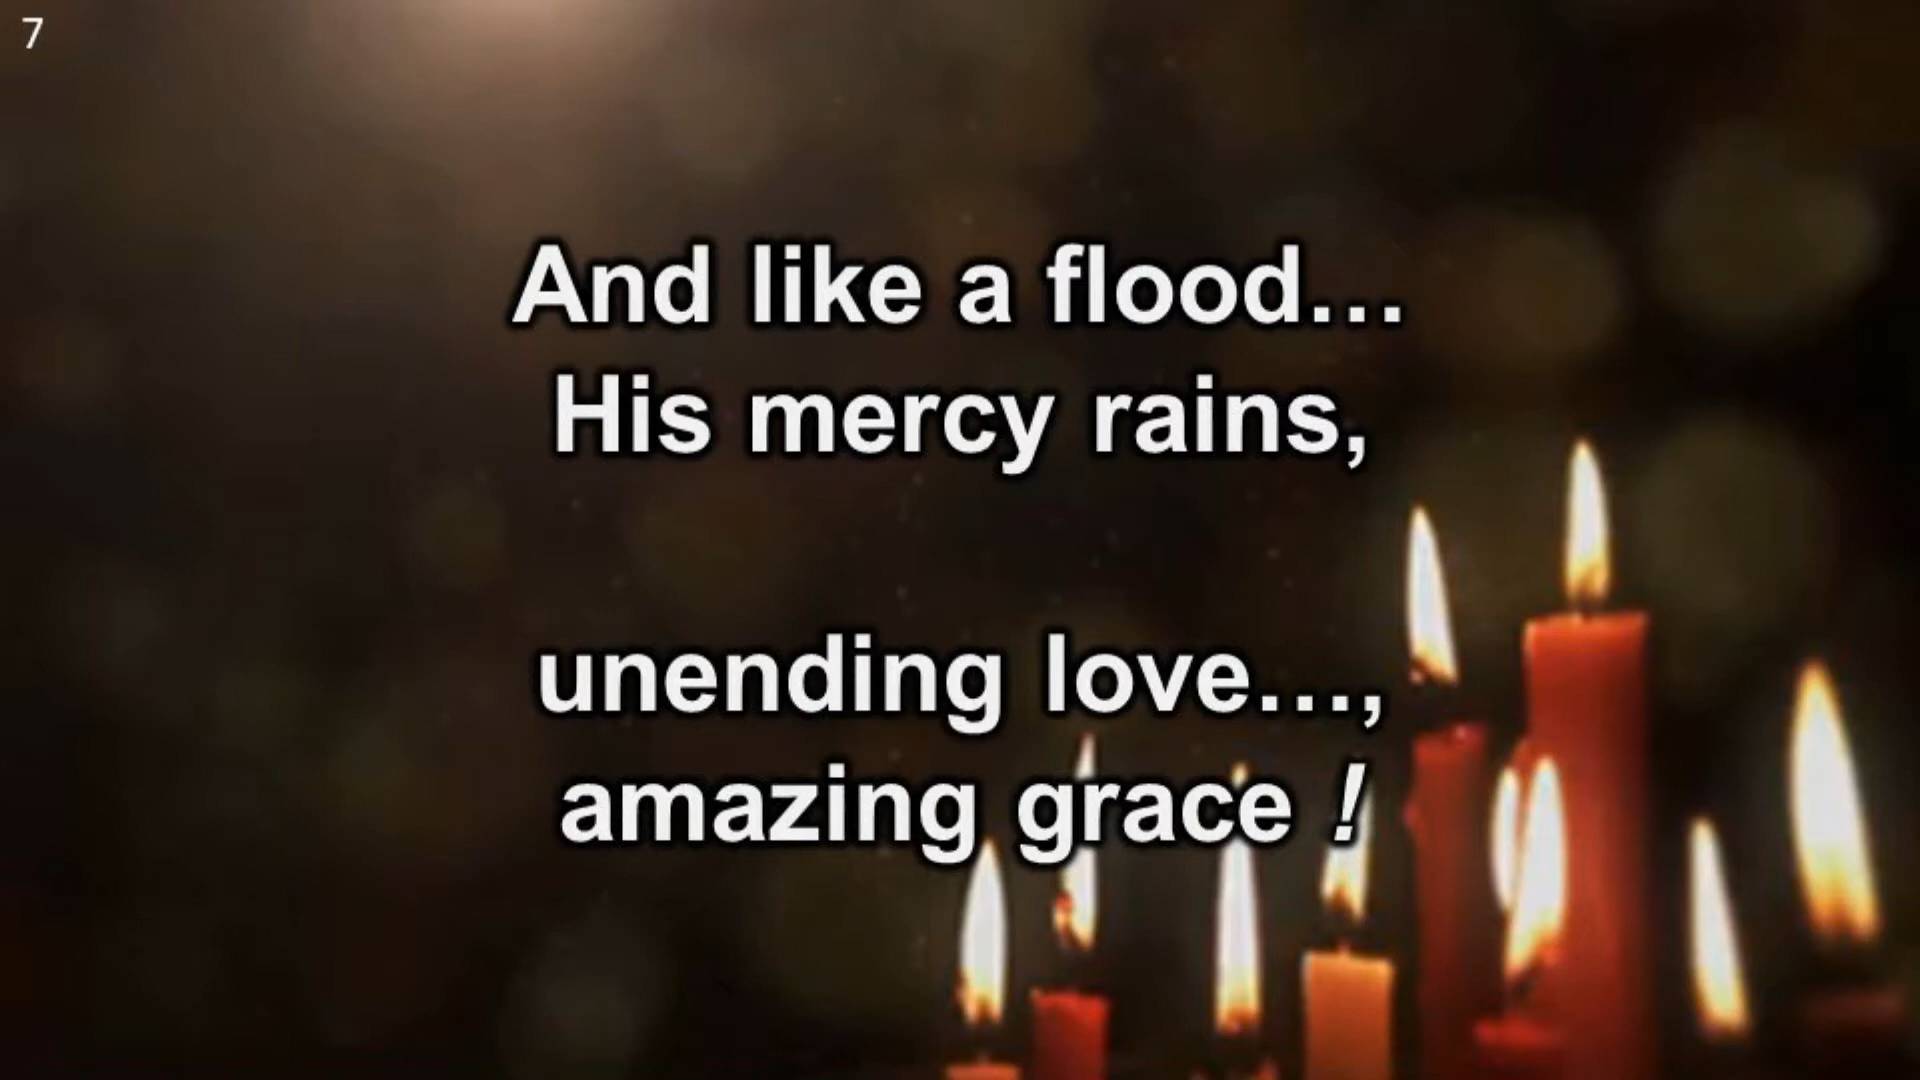 7
And like a flood…
His mercy rains,
unending love…,
amazing grace !